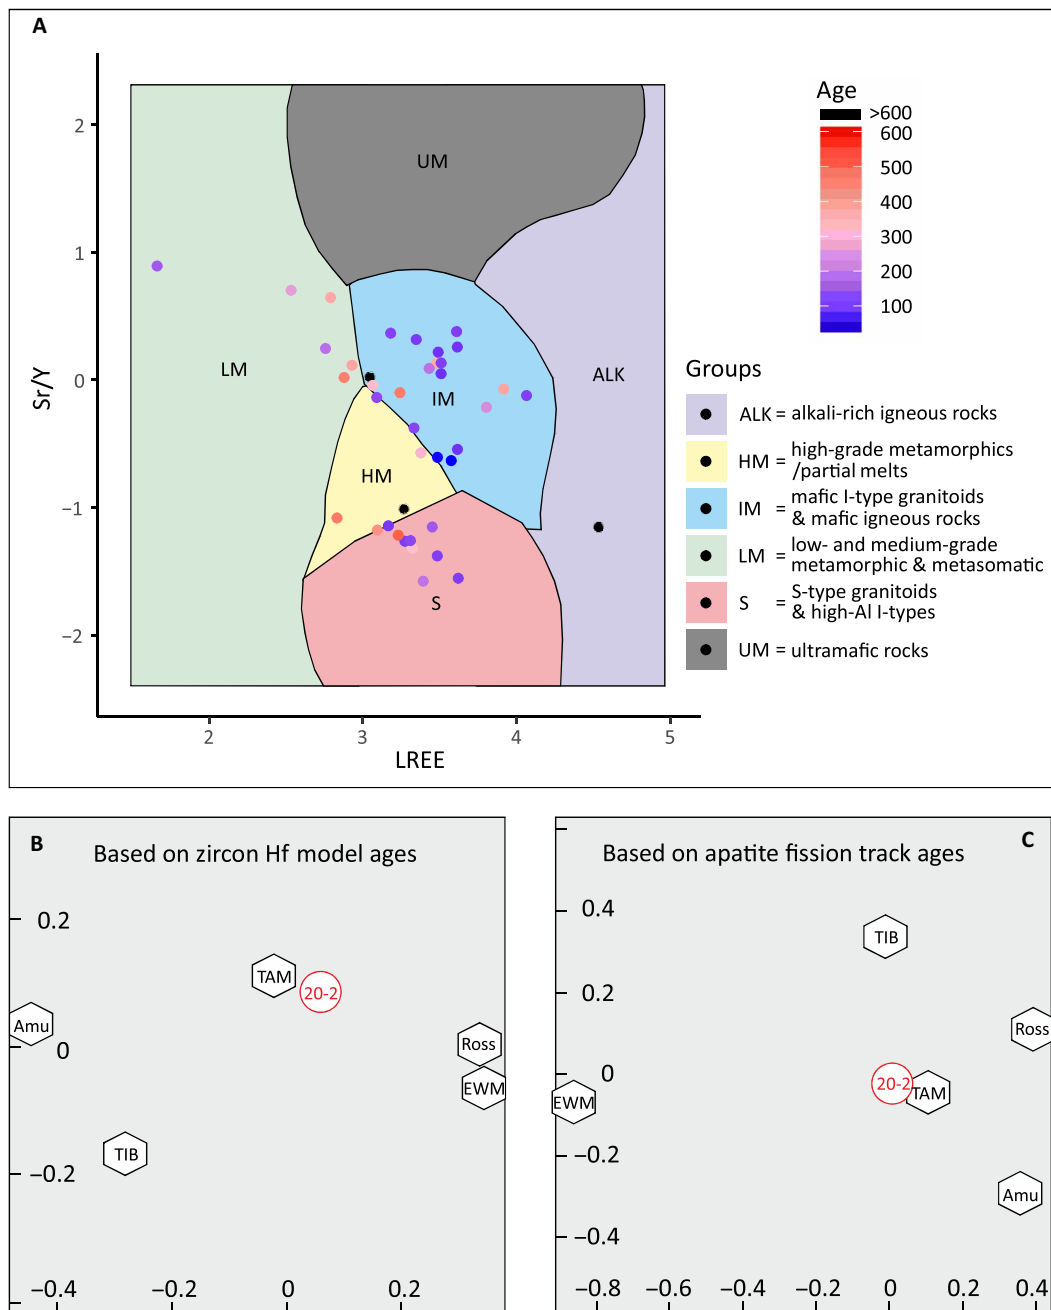 A
Age
>600
600
500
400
300
200
100
2
1
0
−1
−2
Sr/Y
UM
LM
IM
ALK
HM
S
2
3
4
5
LREE
Groups
ALK = alkali-rich igneous rocks
HM = high-grade metamorphics
/partial melts
IM = mafic I-type granitoids
& mafic igneous rocks
LM = low- and medium-grade
metamorphic & metasomatic
S = S-type granitoids
& high-Al I-types
UM = ultramafic rocks
B
Based on zircon Hf model ages
0.2
0
−0.2
TAM
20-2
Amu
Ross
EWM
TIB
−0.4
−0.2
0
0.2
C
Based on apatite fission track ages
0.4
0.2
0
−0.2
−0.4
TIB
Ross
20-2
TAM
EWM
Amu
−0.8
−0.6
−0.4
−0.2
0
0.2
0.4